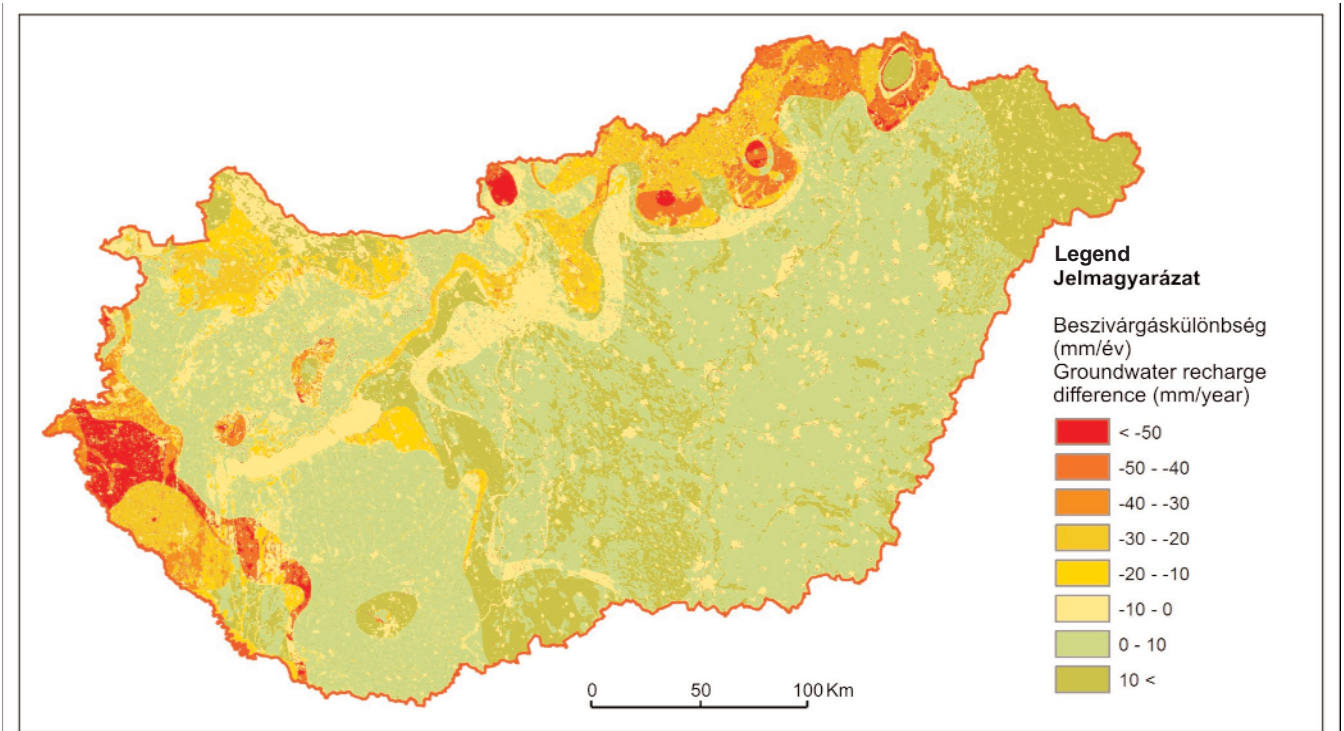 Legend
Jelmagyarázat
Beszivárgáskülönbség
(mm/év)
Groundwater recharge
difference (mm/year)
< -50
-50 - -40
-40 - -30
-30 - -20
-20 - -10
-10 - 0
0 - 10
10 <
0 50 100 Km